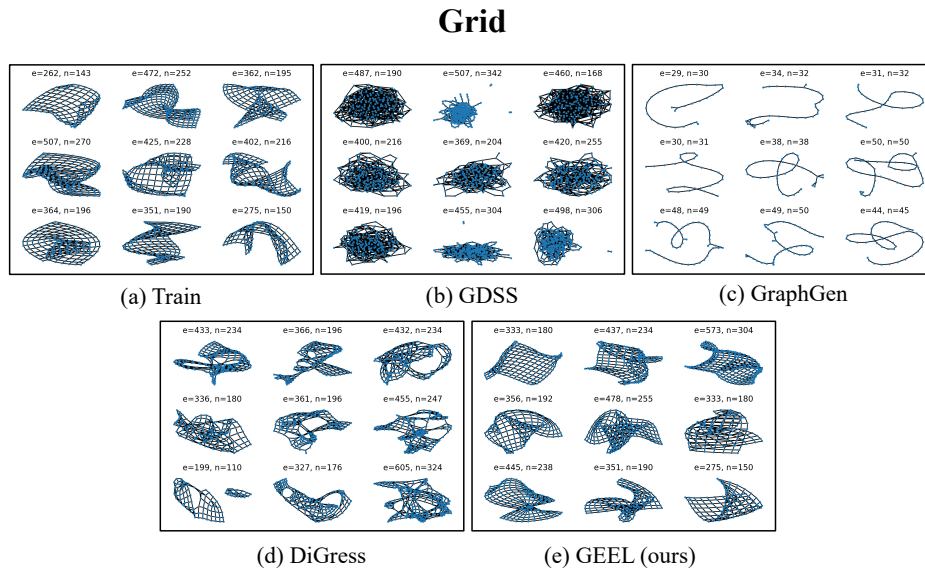 Grid
e=262, n=143 e=472, n=252 e=362, n=195
e=507, n=270 e=425, n=228 e=402, n=216
e=364, n=196 e=351, n=190 e=275, n=150
(a) Train
e=487, n=190 e=507, n=342 e=460, n=168
e=400, n=216 e=369, n=204 e=420, n=255
e=419, n=196 e=455, n=304 e=498, n=306
(b) GDSS
e=29, n=30 e=34, n=32 e=31, n=32
e=30, n=31 e=38, n=38 e=50, n=50
e=48, n=49 e=49, n=50 e=44, n=45
(c) GraphGen
e=433, n=234 e=366, n=196 e=432, n=234
e=336, n=180 e=361, n=196 e=455, n=247
e=199, n=110 e=327, n=176 e=605, n=324
(d) DiGress
e=333, n=180 e=437, n=234 e=573, n=304
e=356, n=192 e=478, n=255 e=333, n=180
e=445, n=238 e=351, n=190 e=275, n=150
(e) GEEL (ours)